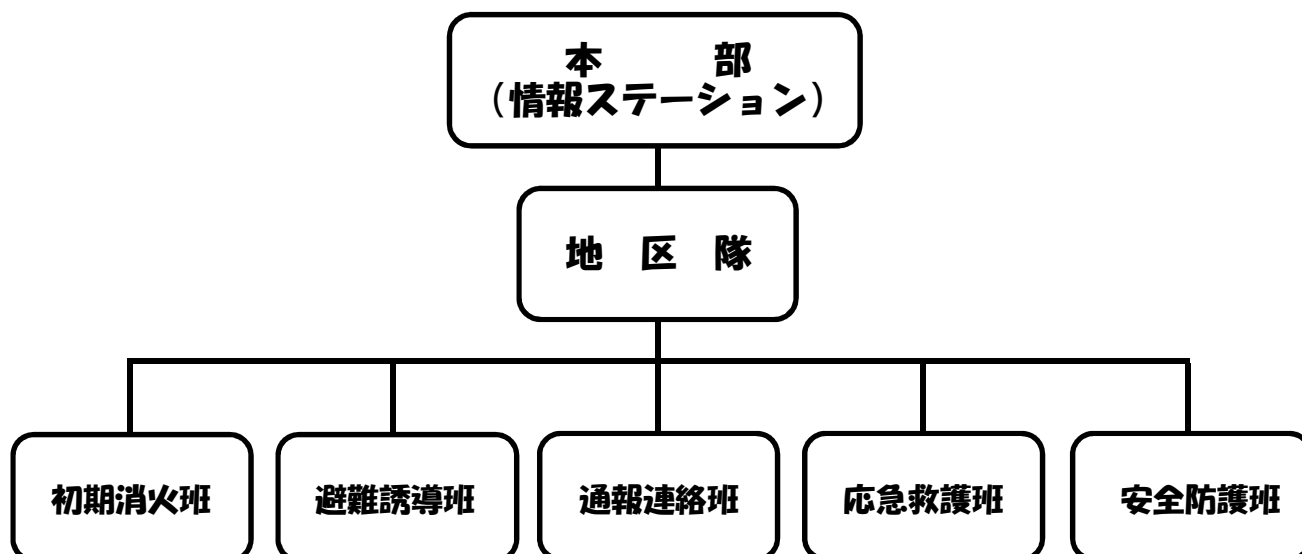 本　　部
（情報ステーション）
地　区　隊
初期消火班
避難誘導班
通報連絡班
応急救護班
安全防護班